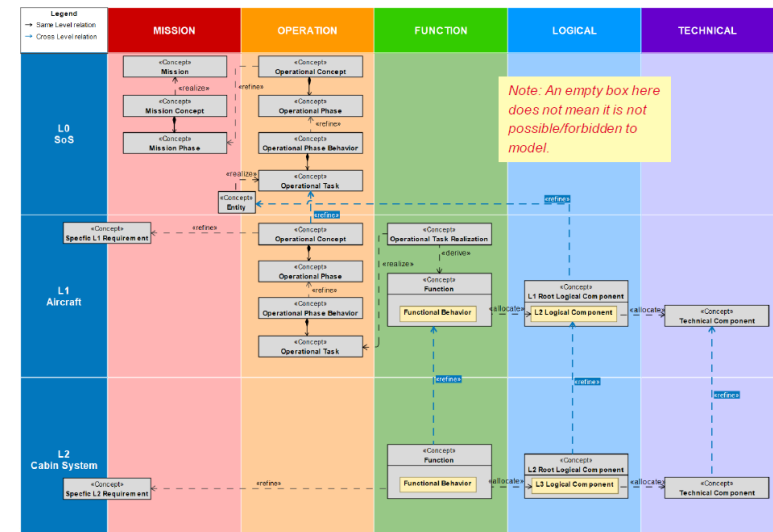 Legend
Same Level relation
Cross Level relation
MISSION
OPERATION
FUNCTION
LOGICAL
TECHNICAL
L0
SoS
«Concept»
Mission
«realize»
«Concept»
Mission Concept
«Concept»
Mission Phase
«refine»
«Concept»
Operational Concept
«Concept»
Operational Phase
«refine»
«Concept»
Operational Phase Behavior
«Concept»
Operational Task
«realize»
«Concept»
Entity
«refine»
Note: An empty box here
does not mean it is not
possible/forbidden to
model.
L1
Aircraft
«Concept»
Specfic L1 Requirement
«refine»
«Concept»
Operational Concept
«Concept»
Operational Phase
«refine»
«Concept»
Operational Phase Behavior
«Concept»
Operational Task
«Concept»
Operational Task Realization
«realize»
«derive»
«Concept»
Function
Functional Behavior
«allocate»
«Concept»
L1 Root Logical Component
L2 Logical Component
«allocate»
«Concept»
Technical Component
«refine»
«refine»
«refine»
L2
Cabin System
«Concept»
Specfic L2 Requirement
«refine»
«Concept»
Function
Functional Behavior
«allocate»
«Concept»
L2 Root Logical Component
L3 Logical Component
«allocate»
«Concept»
Technical Component